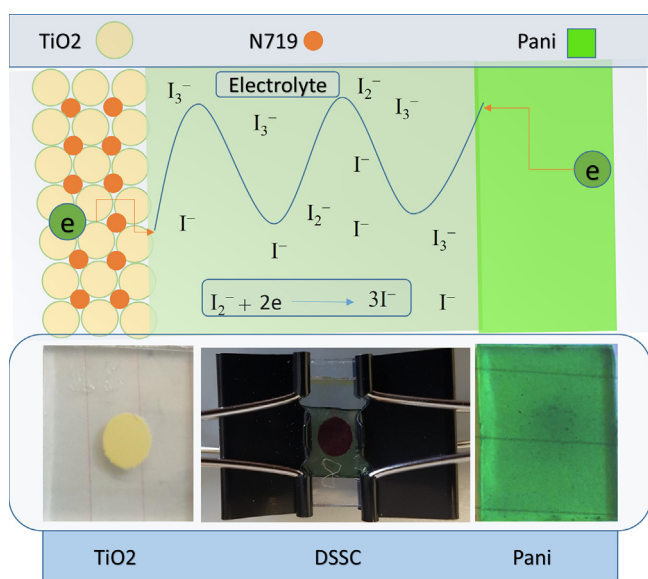 TiO2 N719 Pani
Electrolyte
I₃⁻ I₂⁻
I₃⁻ I₃⁻
I⁻
I⁻ I₂⁻ I⁻
I⁻ I₃⁻
I₂⁻ + 2e 3I⁻ I⁻
e
e
TiO2 DSSC Pani